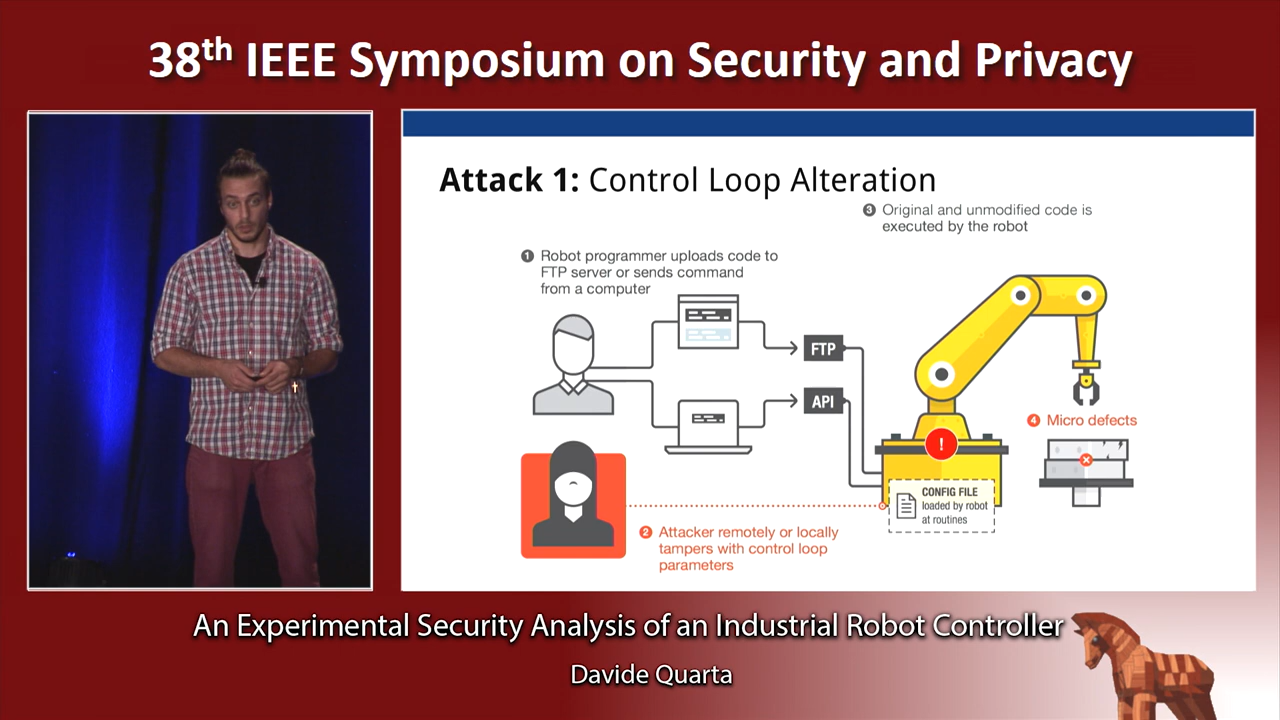 38th IEEE Symposium on Security and Privacy
Attack 1: Control Loop Alteration
3 Original and unmodified code is
executed by the robot
1 Robot programmer uploads code to
FTP server or sends command
from a computer
FTP
API
4 Micro defects
!
CONFIG FILE
loaded by robot
at routines
2 Attacker remotely or locally
tampers with control loop
parameters
An Experimental Security Analysis of an Industrial Robot Controller
Davide Quarta